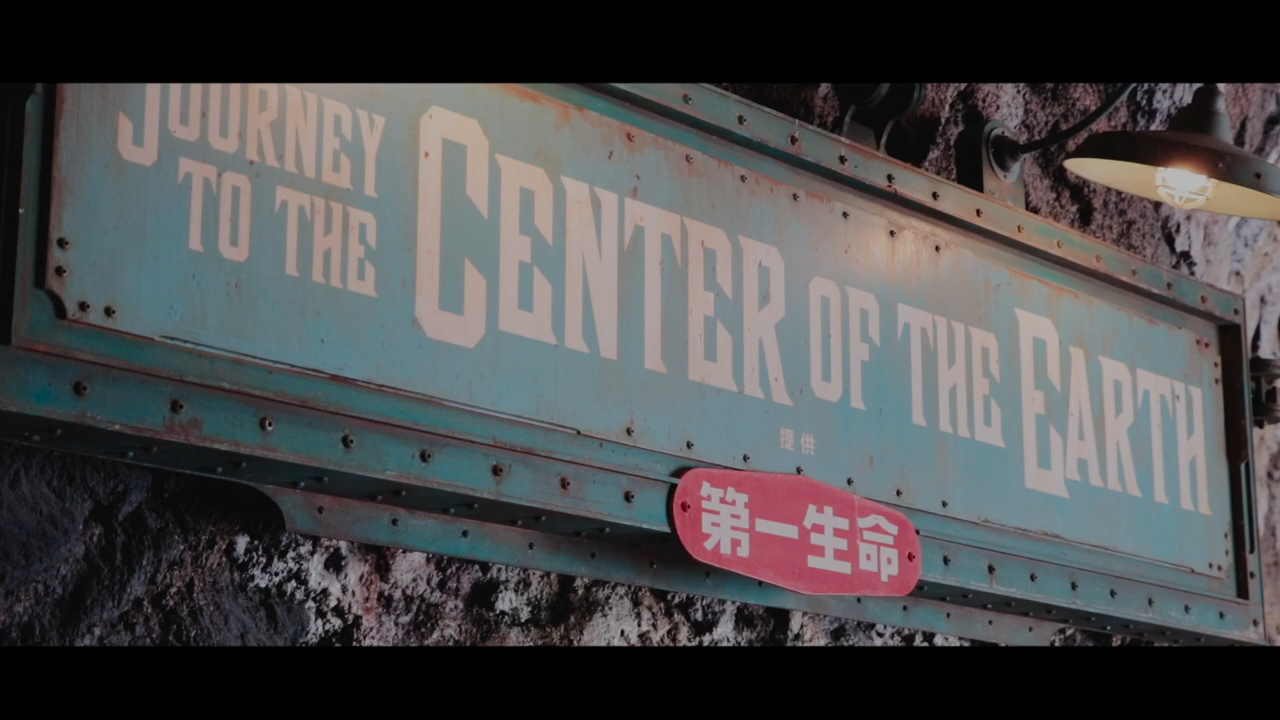 JOURNEY
TO THE
CENTER OF THE EARTH
提供
第一生命